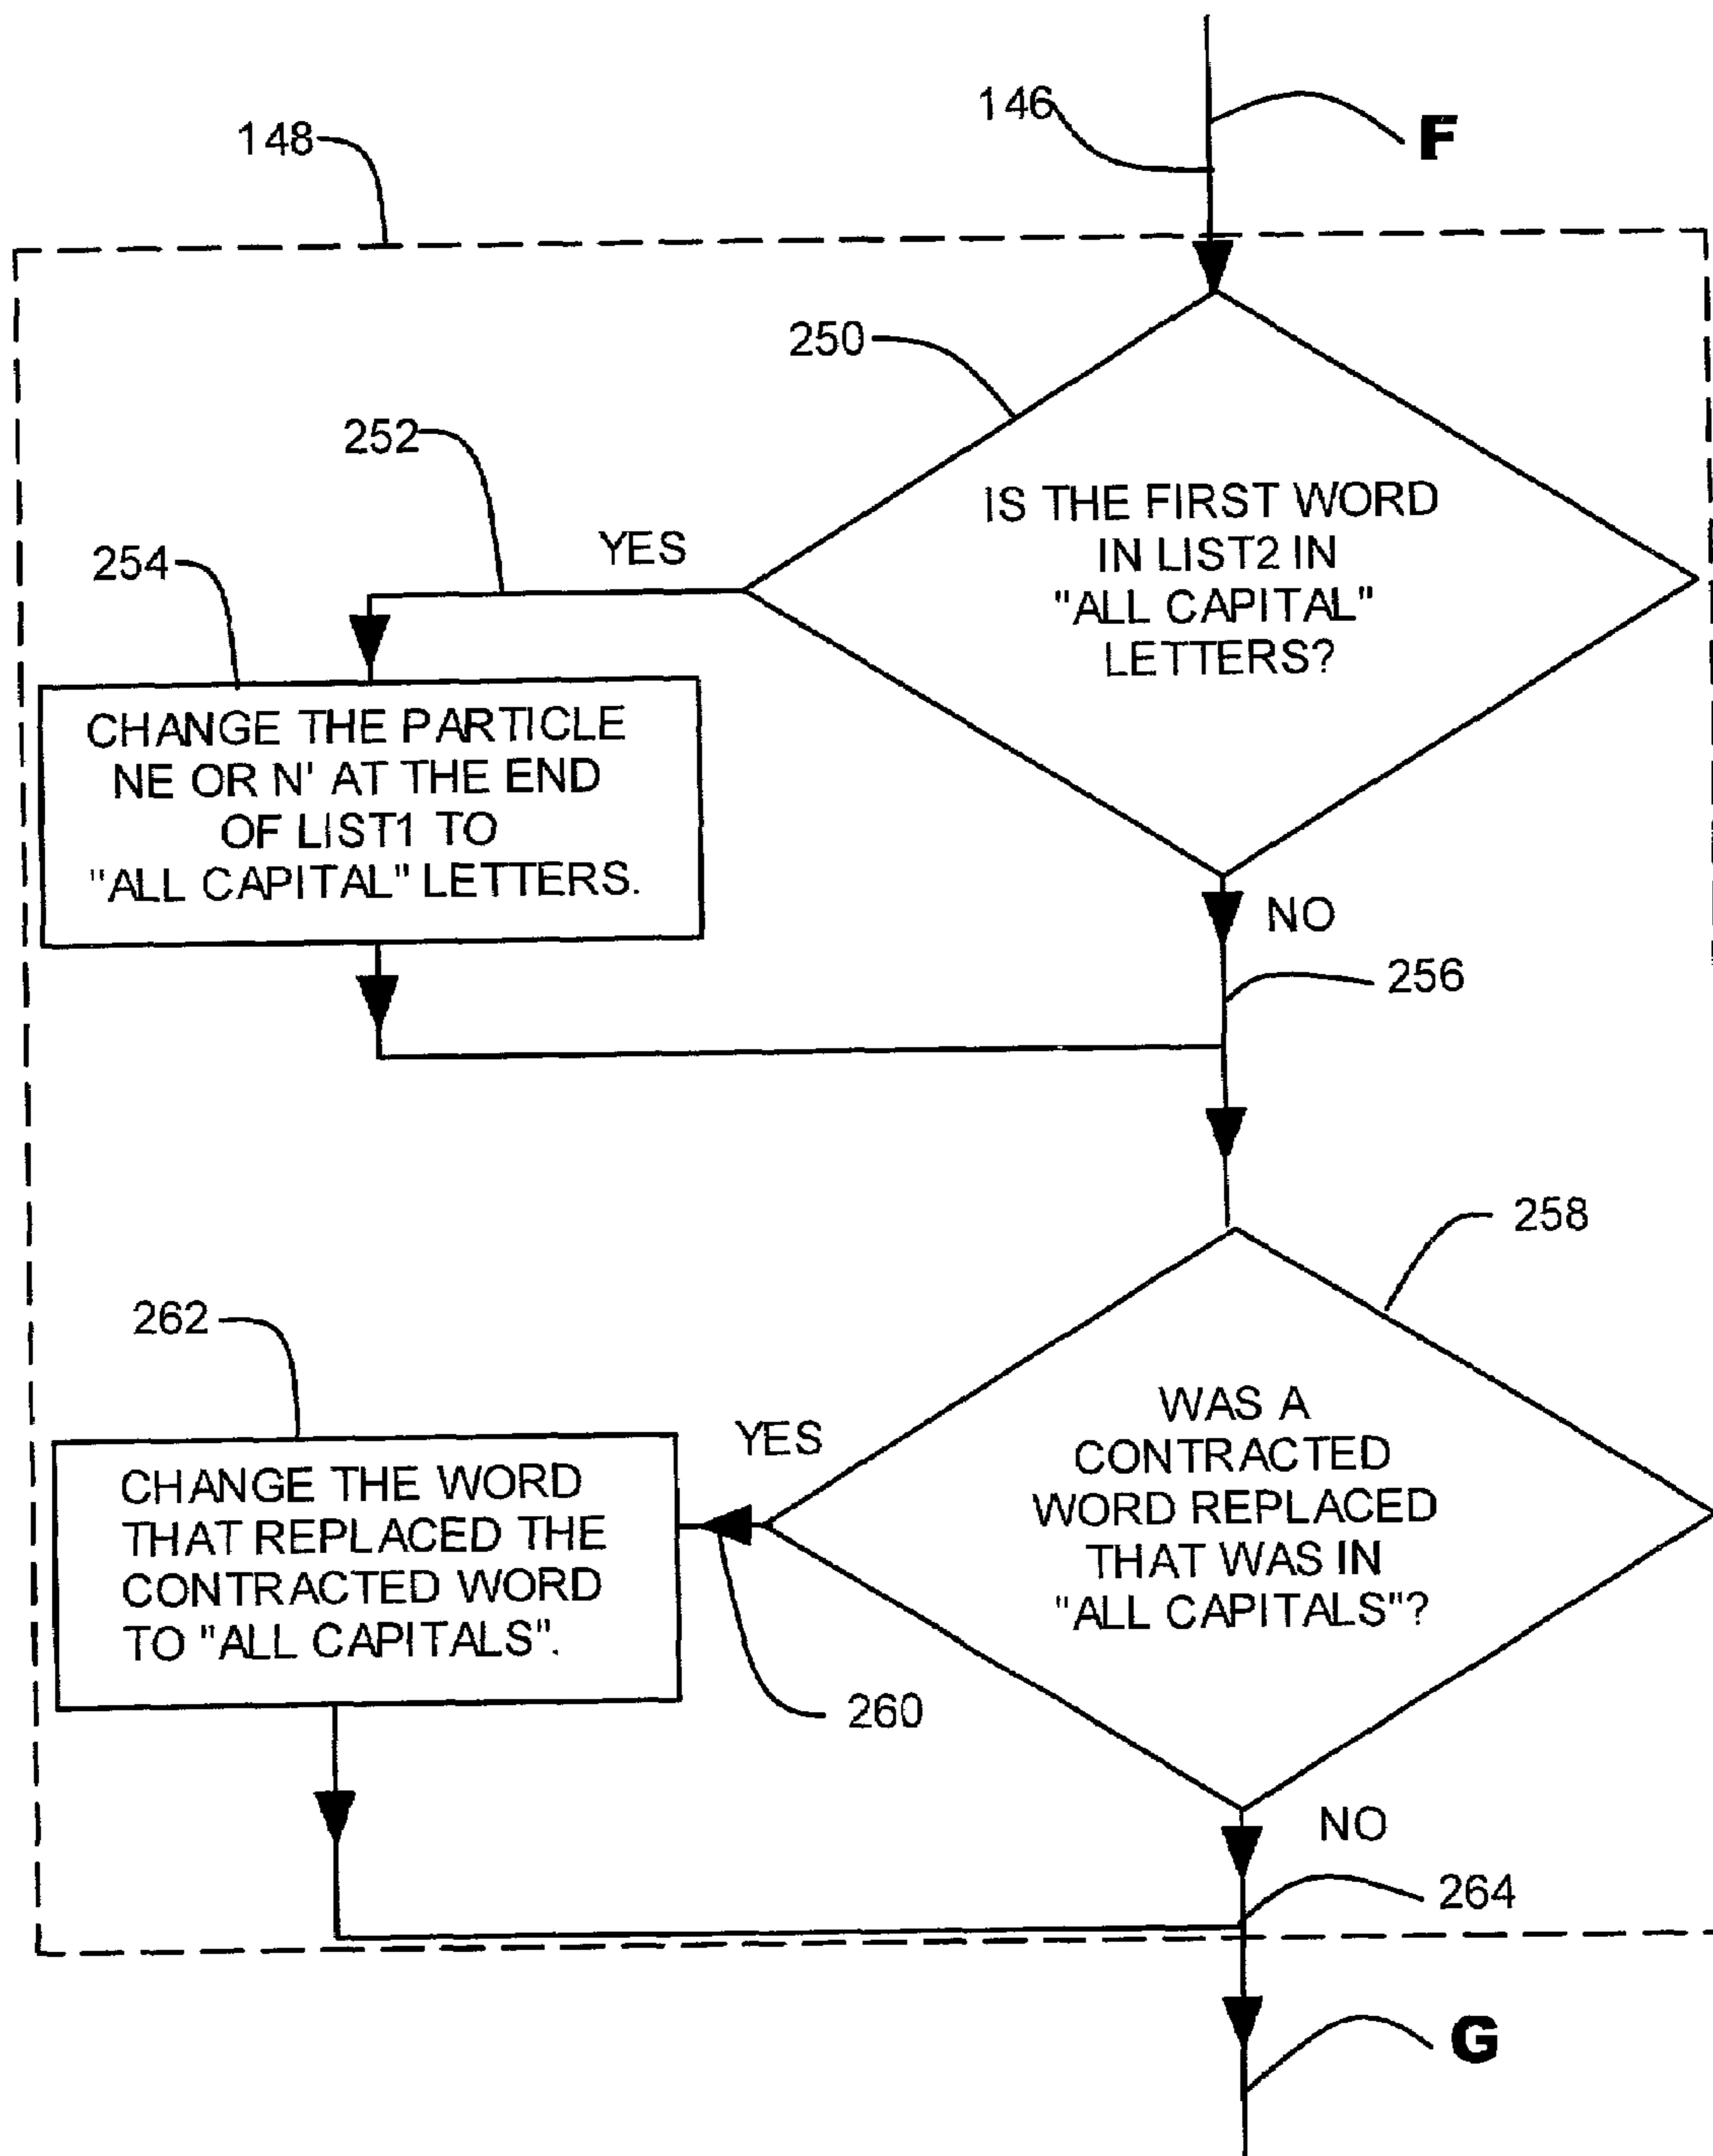 146
F
148
250
252
IS THE FIRST WORD
IN LIST2 IN
"ALL CAPITAL"
LETTERS?
YES
254
CHANGE THE PARTICLE
NE OR N' AT THE END
OF LIST1 TO
"ALL CAPITAL" LETTERS.
NO
256
258
262
WAS A
CONTRACTED
WORD REPLACED
THAT WAS IN
"ALL CAPITALS"?
YES
CHANGE THE WORD
THAT REPLACED THE
CONTRACTED WORD
TO "ALL CAPITALS".
260
NO
264
G